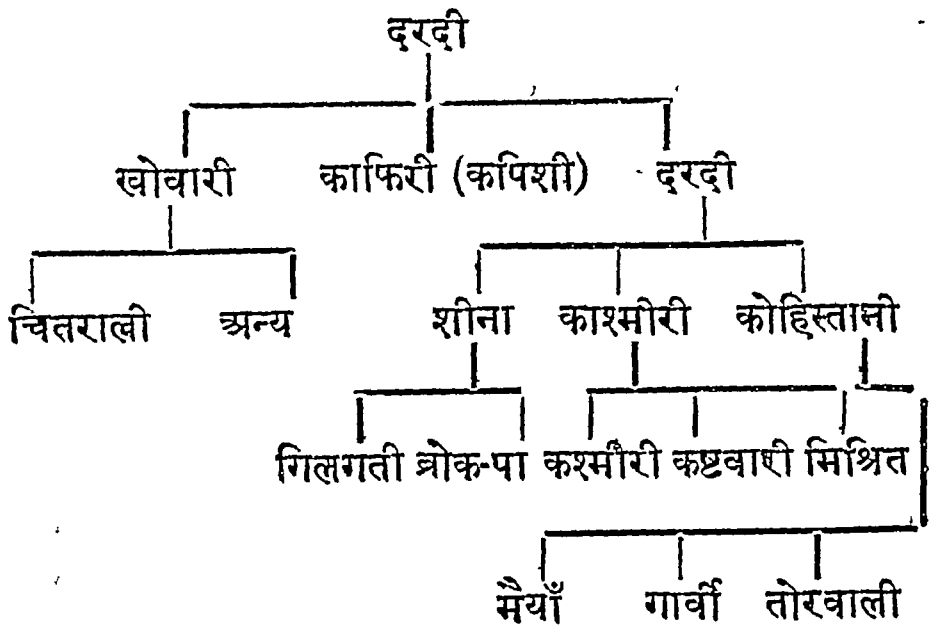 दरदी
खोवारी काफिरी (कपिशी) दरदी
चितराली अन्य शीना काश्मीरी कोहिस्तानी
गिलगती ब्रोक-पा कश्मीरी कष्टवारी मिश्रित
मैयाँ गार्वी तोरवाली